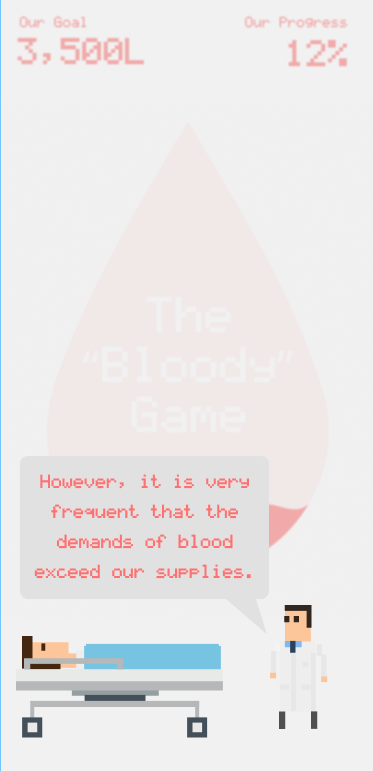 Our Goal
Our Progress
3,500L
12%
The
"Bloody"
Game
However, it is very
frequent that the
demands of blood
exceed our supplies.